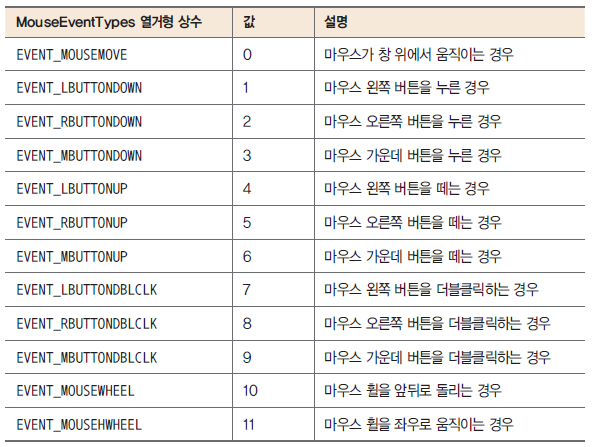 MouseEventTypes 열거형 상수 값 설명
EVENT_MOUSEMOVE 0 마우스가 창 위에서 움직이는 경우
EVENT_LBUTTONDOWN 1 마우스 왼쪽 버튼을 누른 경우
EVENT_RBUTTONDOWN 2 마우스 오른쪽 버튼을 누른 경우
EVENT_MBUTTONDOWN 3 마우스 가운데 버튼을 누른 경우
EVENT_LBUTTONUP 4 마우스 왼쪽 버튼을 떼는 경우
EVENT_RBUTTONUP 5 마우스 오른쪽 버튼을 떼는 경우
EVENT_MBUTTONUP 6 마우스 가운데 버튼을 떼는 경우
EVENT_LBUTTONDBLCLK 7 마우스 왼쪽 버튼을 더블클릭하는 경우
EVENT_RBUTTONDBLCLK 8 마우스 오른쪽 버튼을 더블클릭하는 경우
EVENT_MBUTTONDBLCLK 9 마우스 가운데 버튼을 더블클릭하는 경우
EVENT_MOUSEWHEEL 10 마우스 휠을 앞뒤로 돌리는 경우
EVENT_MOUSEHWHEEL 11 마우스 휠을 좌우로 움직이는 경우